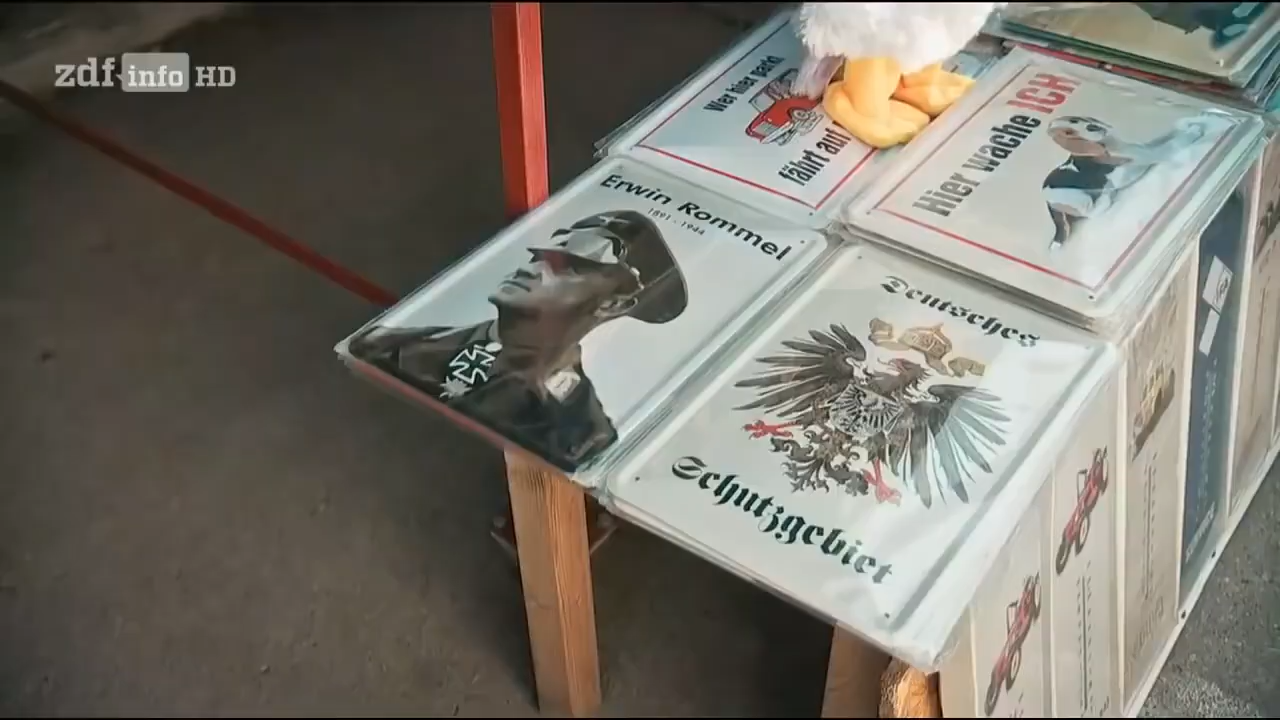 zdf info HD
Wer hier parkt
fährt auf
Hier wache ICH
Erwin Rommel
1891 - 1944
Deutsches
Schutzgebiet